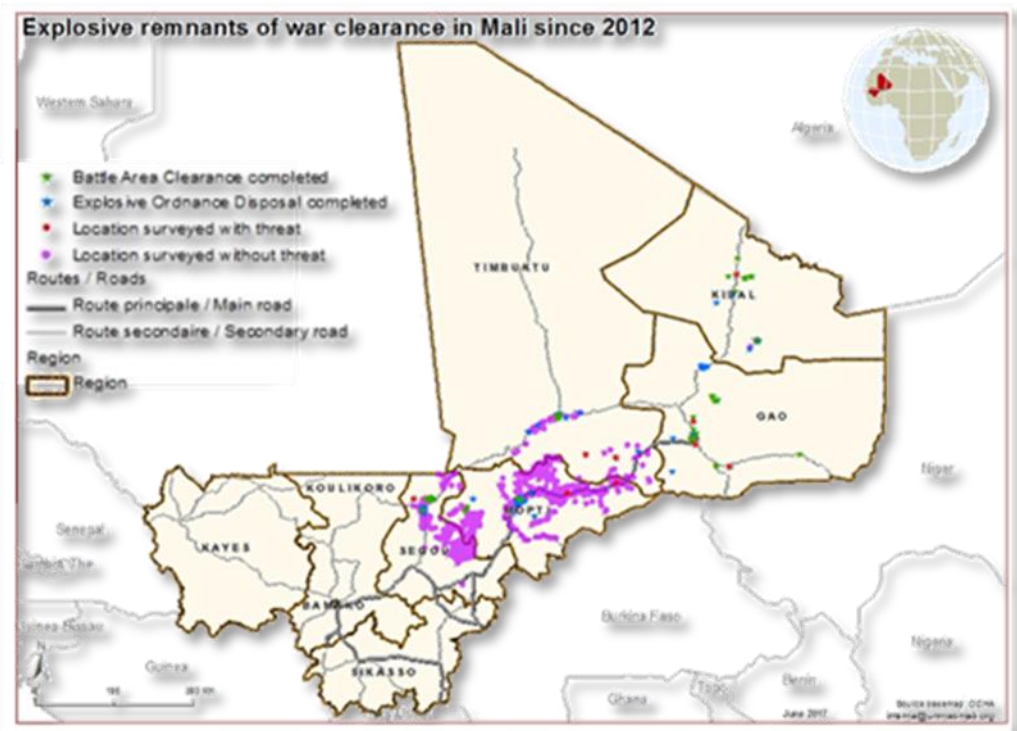 Explosive remnants of war clearance in Mali since 2012
Western Sahara
Algeria
Battle Area Clearance completed
Explosive Ordnance Disposal completed
Location surveyed with threat
Location surveyed without threat
Routes / Roads
Route principale / Main road
Route secondaire / Secondary road
Region
Region
TIMBUKTU
KIDAL
GAO
Niger
KOULIKORO
MOPTI
Senegal
KAYES
SEGOU
BAMAKO
Burkina Faso
Nigeria
N
Guinea
SIKASSO
Benin
Togo
Ghana
June 2017